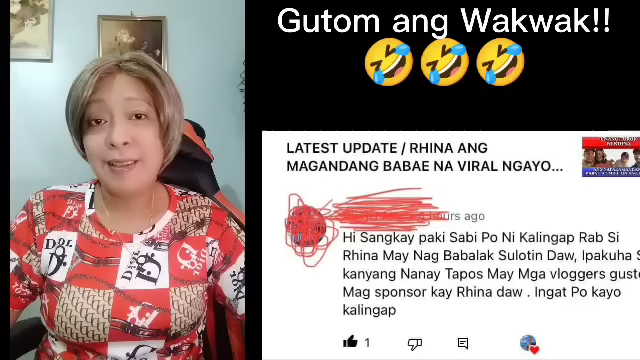 Gutom ang Wakwak!!
LATEST UPDATE / RHINA ANG
MAGANDANG BABAE NA VIRAL NGAYO...
hours ago
Hi Sangkay paki Sabi Po Ni Kalingap Rab Si
Rhina May Nag Babalak Sulotin Daw, Ipakuha S
kanyang Nanay Tapos May Mga vloggers gusto
Mag sponsor kay Rhina daw . Ingat Po kayo
kalingap
1
DIOR